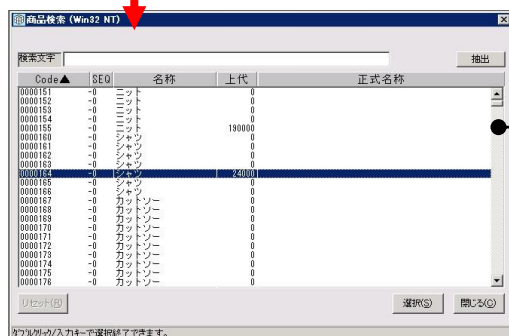 商品検索 (Win32 NT)
検索文字 抽出
Code▲ SEQ 名称 上代 正式名称
0000151 -0 ニット 0
0000152 -0 ニット 0
0000153 -0 ニット 0
0000154 -0 ニット 0
0000155 -0 ニット 190000
0000160 -0 シャツ 0
0000161 -0 シャツ 0
0000162 -0 シャツ 0
0000163 -0 シャツ 0
0000164 -0 シャツ 24000
0000165 -0 シャツ 0
0000166 -0 シャツ 0
0000167 -0 カットソー 0
0000168 -0 カットソー 0
0000169 -0 カットソー 0
0000170 -0 カットソー 0
0000171 -0 カットソー 0
0000172 -0 カットソー 0
0000173 -0 カットソー 0
0000174 -0 カットソー 0
0000175 -0 カットソー 0
0000176 -0 カットソー 0
リセット(R) 選択(S) 閉じる(C)
ダブルクリック/入力キーで選択終了できます。